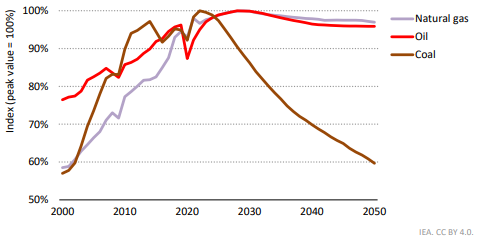 Index (peak value = 100%)
100%
90%
80%
70%
60%
50%
2000
2010
2020
2030
2040
2050
Natural gas
Oil
Coal
IEA. CC BY 4.0.